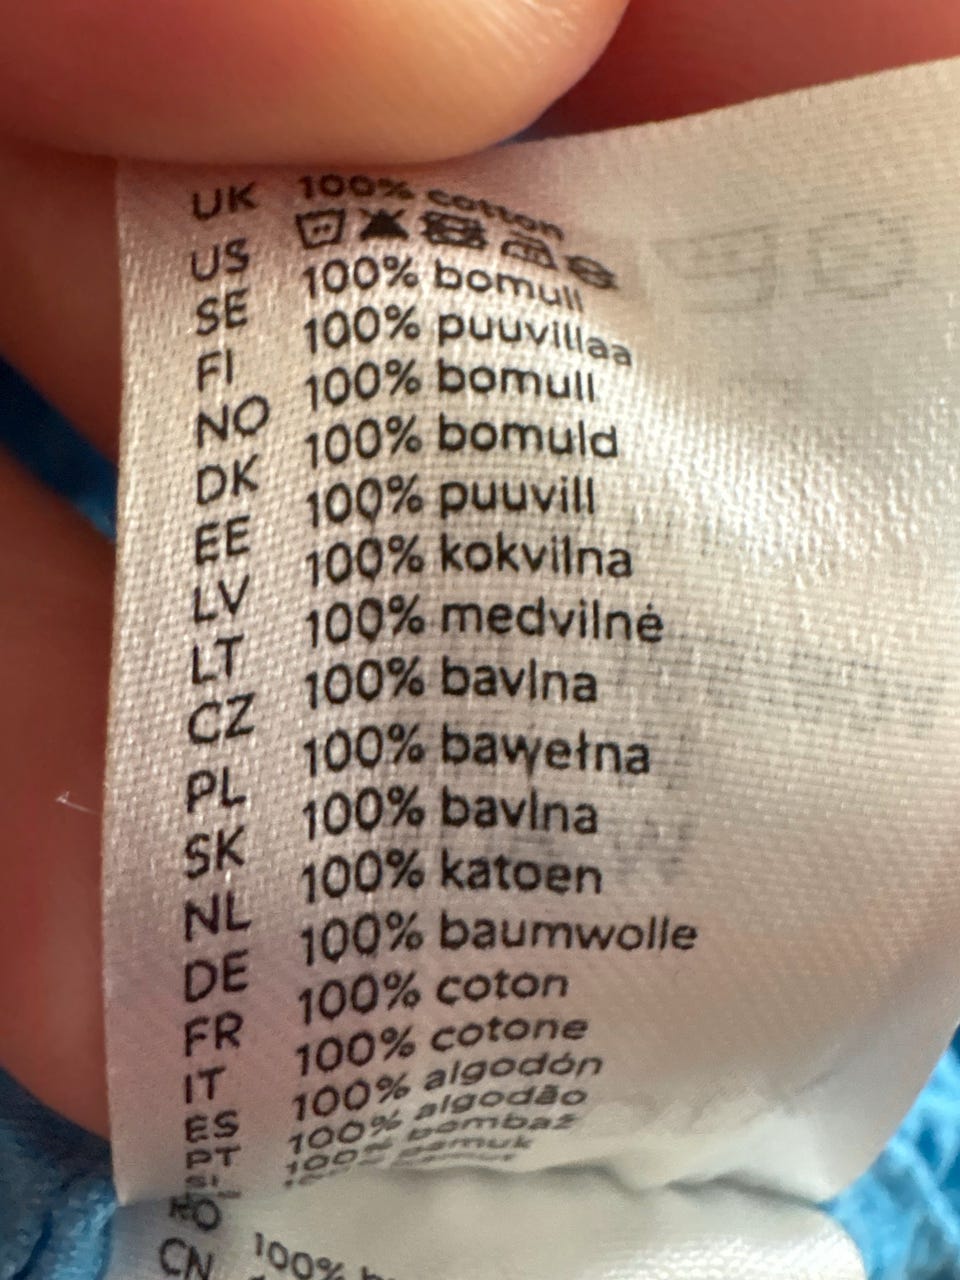 UK 100% cotton
US
SE 100% bomull
FI 100% puuvillaa
NO 100% bomull
DK 100% bomuld
EE 100% puuvill
LV 100% kokvilna
LT 100% medvilnė
CZ 100% bavlna
PL 100% bawełna
SK 100% bavlna
NL 100% katoen
DE 100% baumwolle
FR 100% coton
IT 100% cotone
ES 100% algodón
PT 100% algodão
SI 100% bombaž
RO
CN 100%